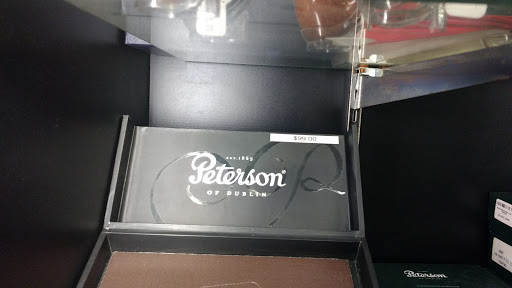 $99.00
EST. 1865
Peterson®
OF DUBLIN
Peterson